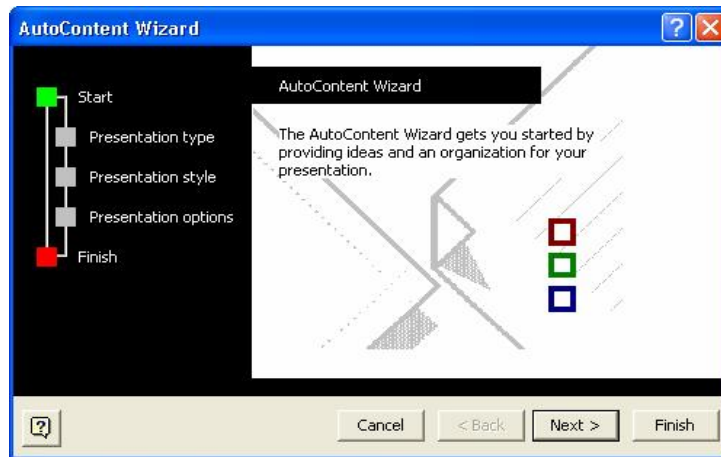 AutoContent Wizard
Start
Presentation type
Presentation style
Presentation options
Finish
AutoContent Wizard
The AutoContent Wizard gets you started by
providing ideas and an organization for your
presentation.
Cancel
< Back
Next >
Finish